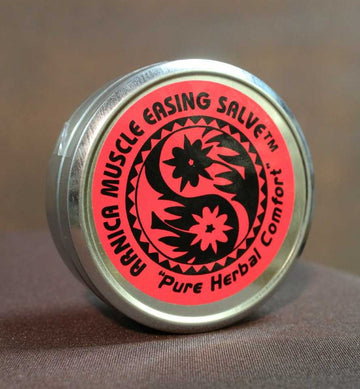 ARNICA MUSCLE EASING SALVE™
"Pure Herbal Comfort"